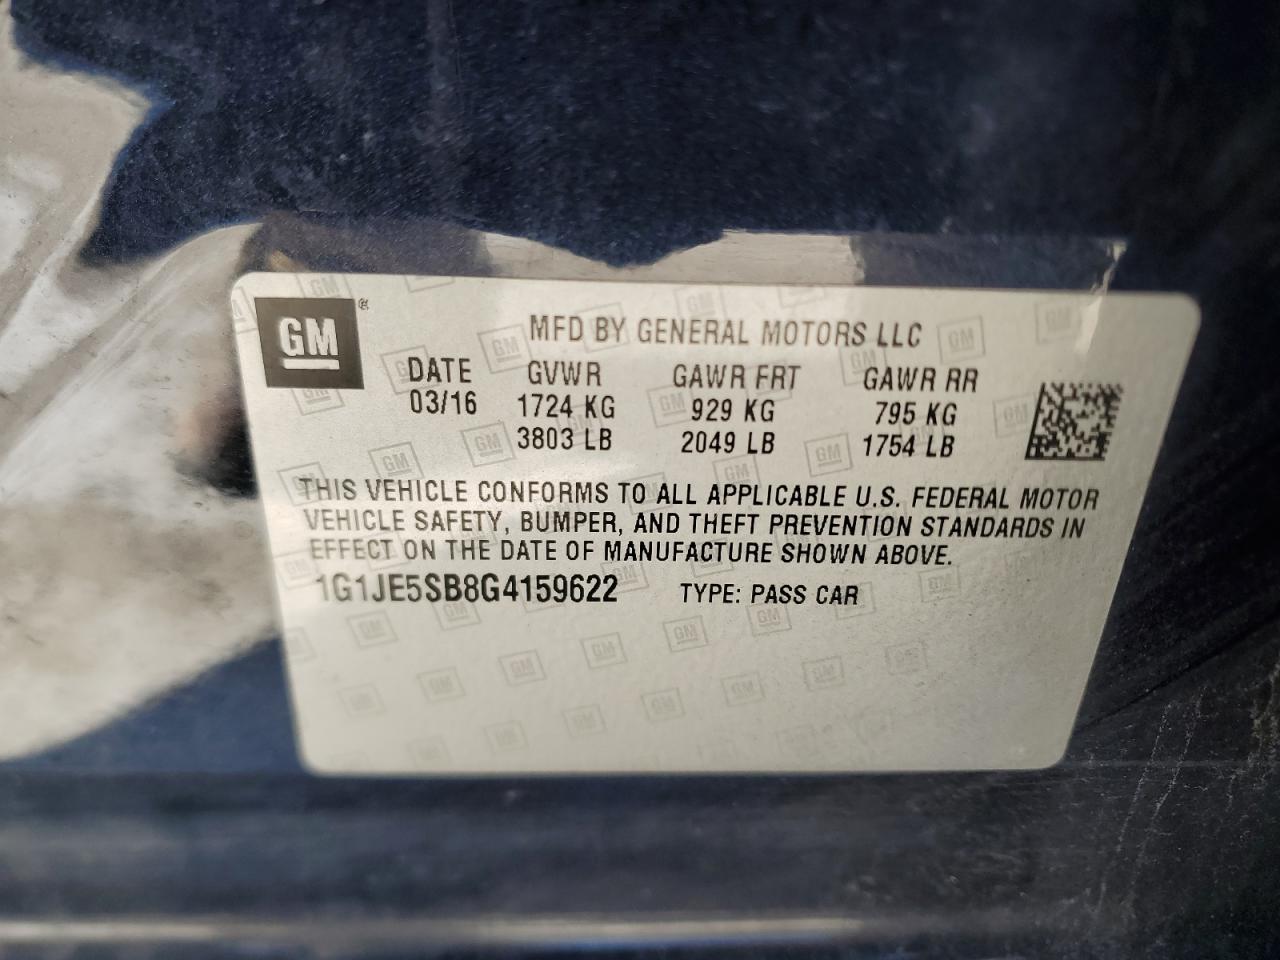 GM®
MFD BY GENERAL MOTORS LLC
DATE GVWR GAWR FRT GAWR RR
03/16 1724 KG 929 KG 795 KG
3803 LB 2049 LB 1754 LB
THIS VEHICLE CONFORMS TO ALL APPLICABLE U.S. FEDERAL MOTOR
VEHICLE SAFETY, BUMPER, AND THEFT PREVENTION STANDARDS IN
EFFECT ON THE DATE OF MANUFACTURE SHOWN ABOVE.
1G1JE5SB8G4159622 TYPE: PASS CAR